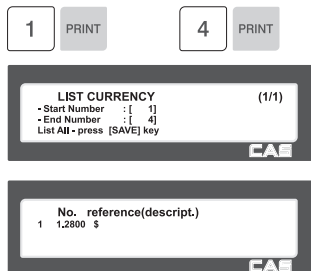 1 PRINT 4 PRINT
LIST CURRENCY (1/1)
- Start Number : [ 1]
- End Number : [ 4]
List All - press [SAVE] key
CAS
No. reference(descript.)
1 1.2800 $
CAS